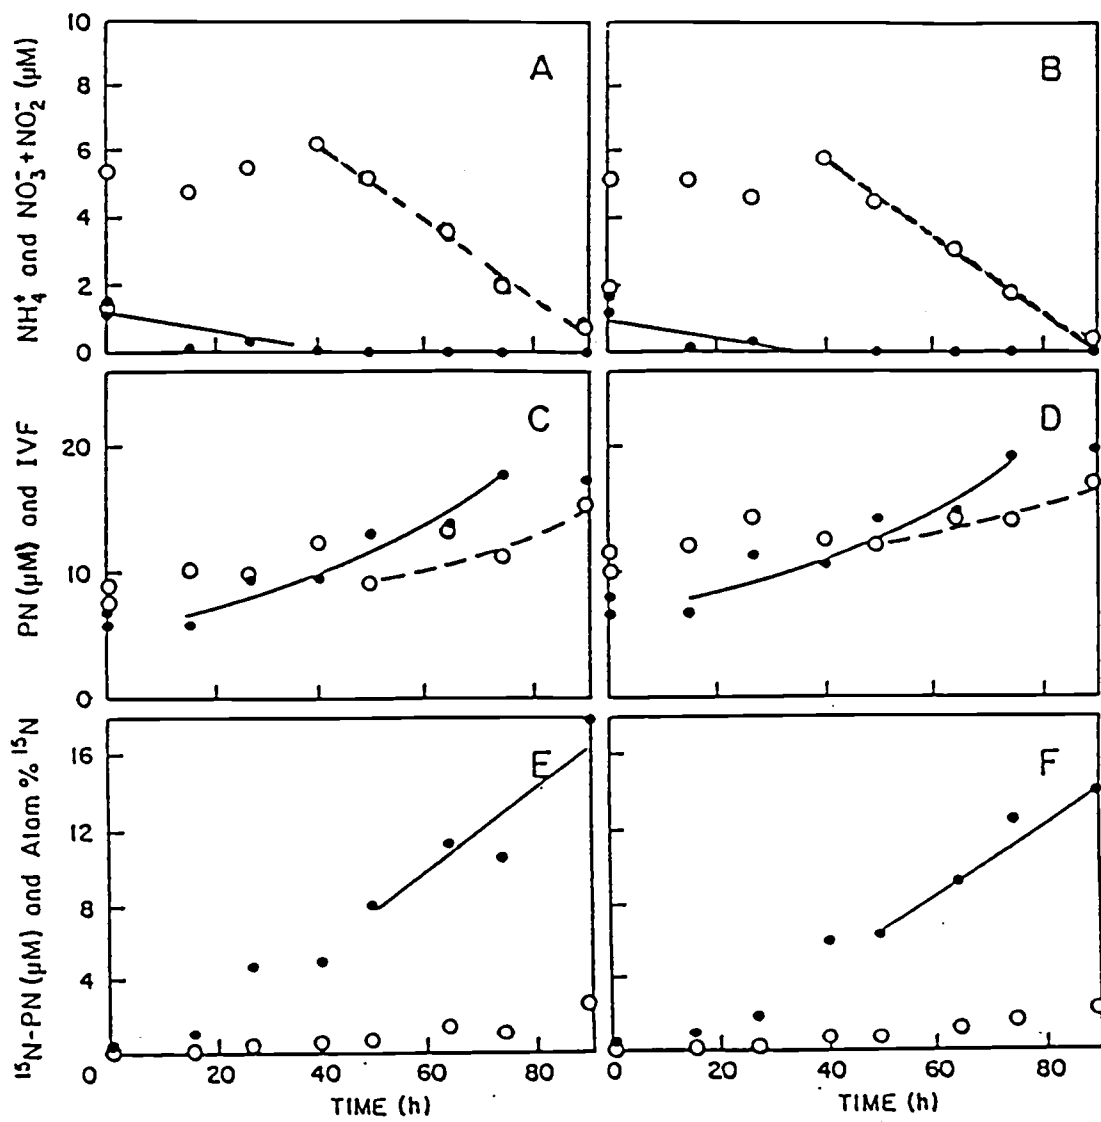 NH₄⁺ and NO₃⁻+NO₂⁻ (µM)
10
8
6
4
2
0
A
B
PN (µM) and IVF
20
10
0
C
D
¹⁵N-PN (µM) and Atom % ¹⁵N
16
12
8
4
E
F
0 20 40 60 80
0 20 40 60 80
TIME (h)
TIME (h)